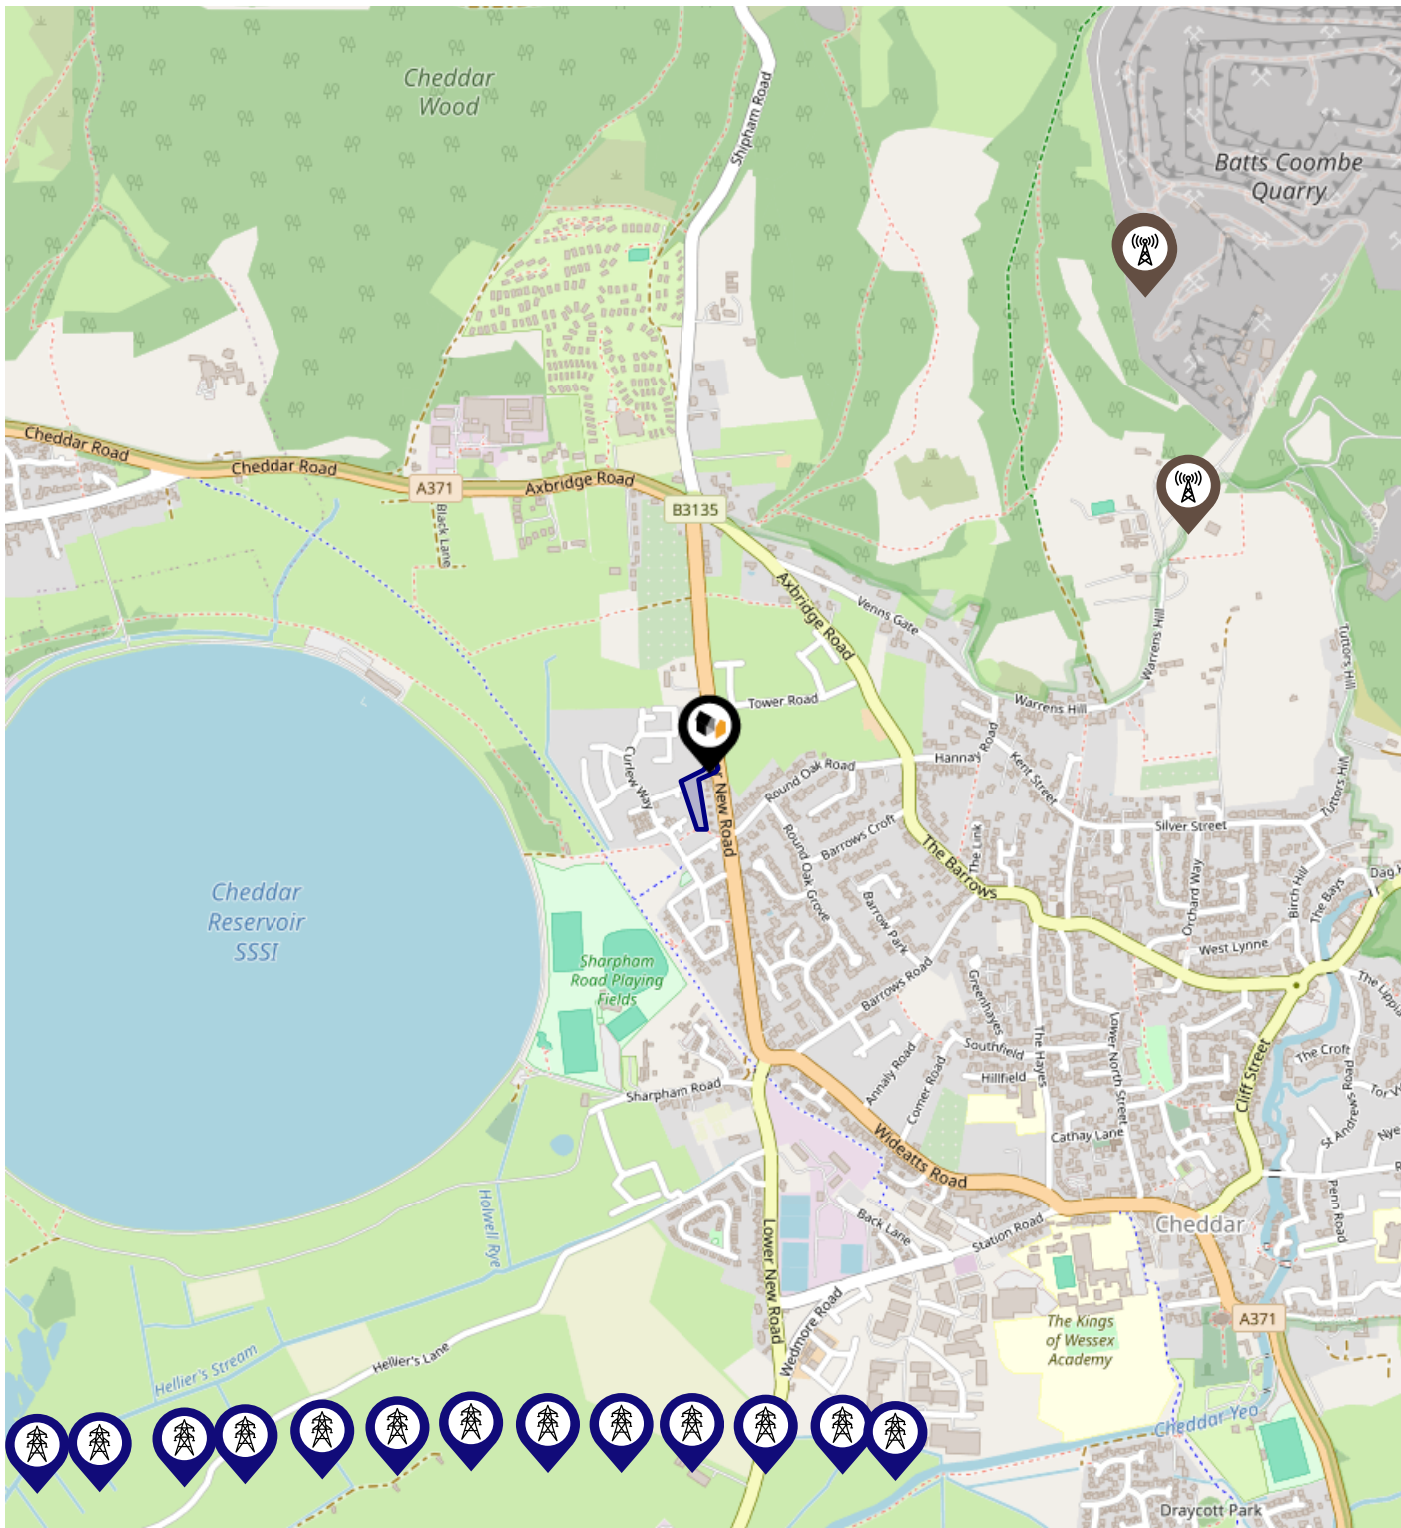 Cheddar
Wood
Shipham Road
Batts Coombe
Quarry
Cheddar Road
Cheddar Road
A371
Axbridge Road
B3135
Black Lane
Axbridge Road
Venns Gate
Warrens Hill
Tuttors Hill
Tower Road
Warrens Hill
Curlew Way
Round Oak Road
Hannay Road
Kent Street
Tuttors Hill
New Road
Silver Street
Round Oak Grove
Barrows Croft
The Link
The Barrows
Orchard Way
Birch Hill
The Bays
Cheddar
Reservoir
SSSI
Barrow Park
West Lynne
Sharpham
Road Playing
Fields
Barrows Road
Greenhayes
The Hayes
Lower North Street
Southfield
Hillfield
Annaly Road
Comer Road
Cliff Street
The Croft
St Andrews Road
Sharpham Road
Cathay Lane
Wideatts Road
Penn Road
Holwell Rye
Back Lane
Station Road
Cheddar
Lower New Road
Wedmore Road
A371
The Kings
of Wessex
Academy
Hellier's Stream
Hellier's Lane
Cheddar Yeo
Draycott Park